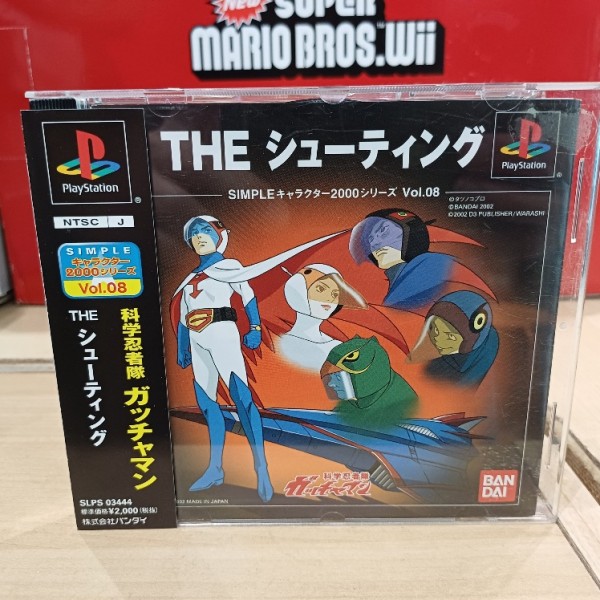 New SUPER
MARIO BROS. Wii
PlayStation
NTSC J
SIMPLE
キャラクター
2000シリーズ
Vol.08
THE シューティング
科学忍者隊 ガッチャマン
SLPS 03444
標準価格¥2,000(税抜)
株式会社バンダイ
THE シューティング
PlayStation
SIMPLEキャラクター2000シリーズ Vol.08
©タツノコプロ
©BANDAI 2002
©2002 D3 PUBLISHER/WARASHI
科学忍者隊
ガッチャマン
MADE IN JAPAN
BAN
DAI